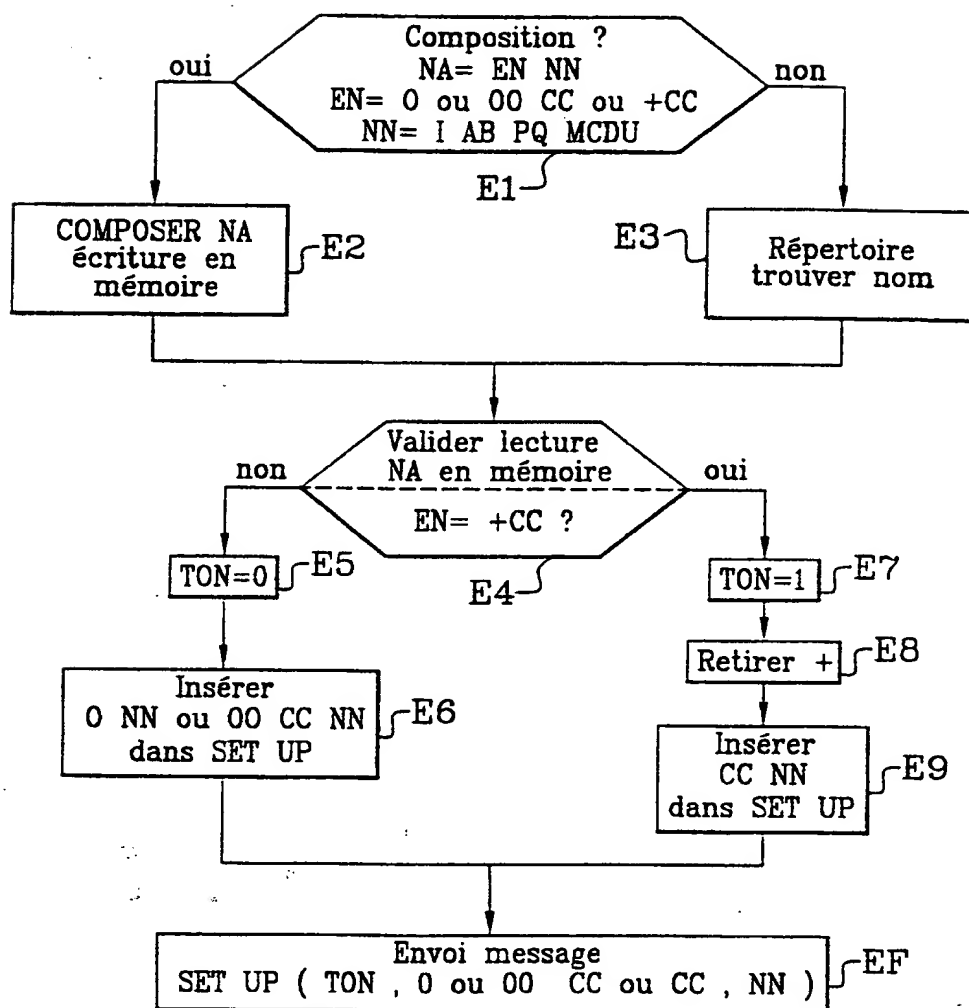 Composition ?
oui
NA= EN NN
non
EN= 0 ou 00 CC ou +CC
NN= I AB PQ MCDU
E1
COMPOSER NA
écriture en
mémoire
E2
E3
Répertoire
trouver nom
Valider lecture
NA en mémoire
non
oui
EN= +CC ?
E4
TON=0
E5
TON=1
E7
Retirer +
E8
Insérer
0 NN ou 00 CC NN
dans SET UP
E6
Insérer
CC NN
dans SET UP
E9
Envoi message
SET UP ( TON , 0 ou 00 CC ou CC , NN )
EF